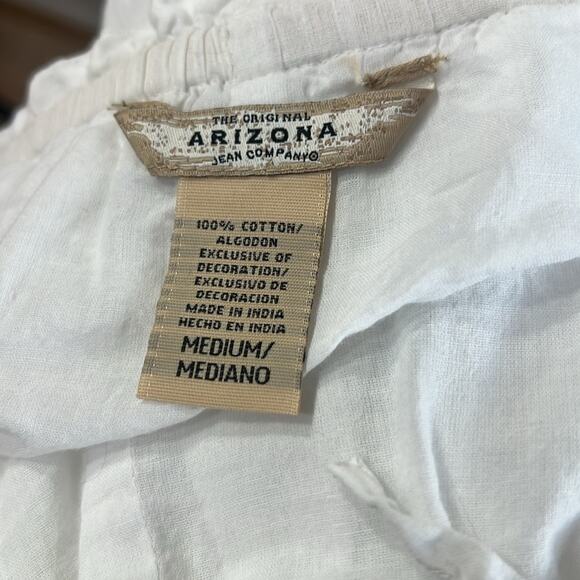 THE ORIGINAL
ARIZONA
JEAN COMPANY®
100% COTTON/
ALGODON
EXCLUSIVE OF
DECORATION/
EXCLUSIVO DE
DECORACION
MADE IN INDIA
HECHO EN INDIA
MEDIUM/
MEDIANO